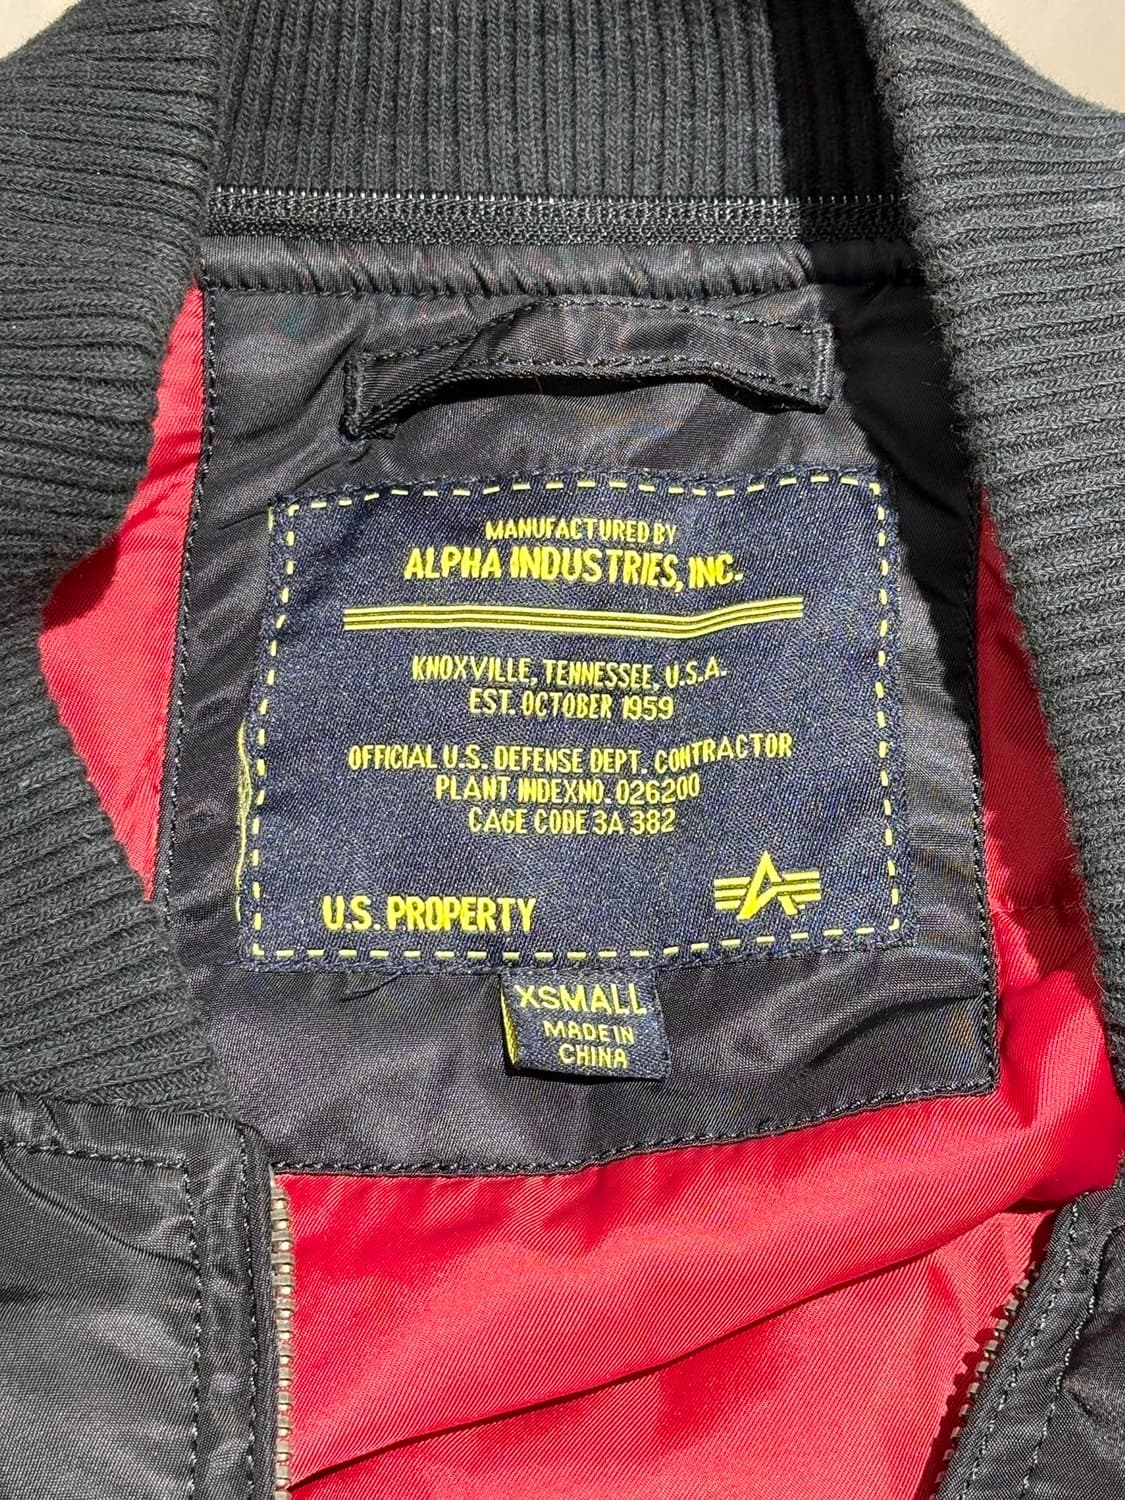 MANUFACTURED BY
ALPHA INDUSTRIES, INC.
KNOXVILLE, TENNESSEE, U.S.A.
EST. OCTOBER 1959
OFFICIAL U.S. DEFENSE DEPT. CONTRACTOR
PLANT INDEXNO. 026200
CAGE CODE 3A 382
U.S. PROPERTY
XSMALL
MADE IN
CHINA